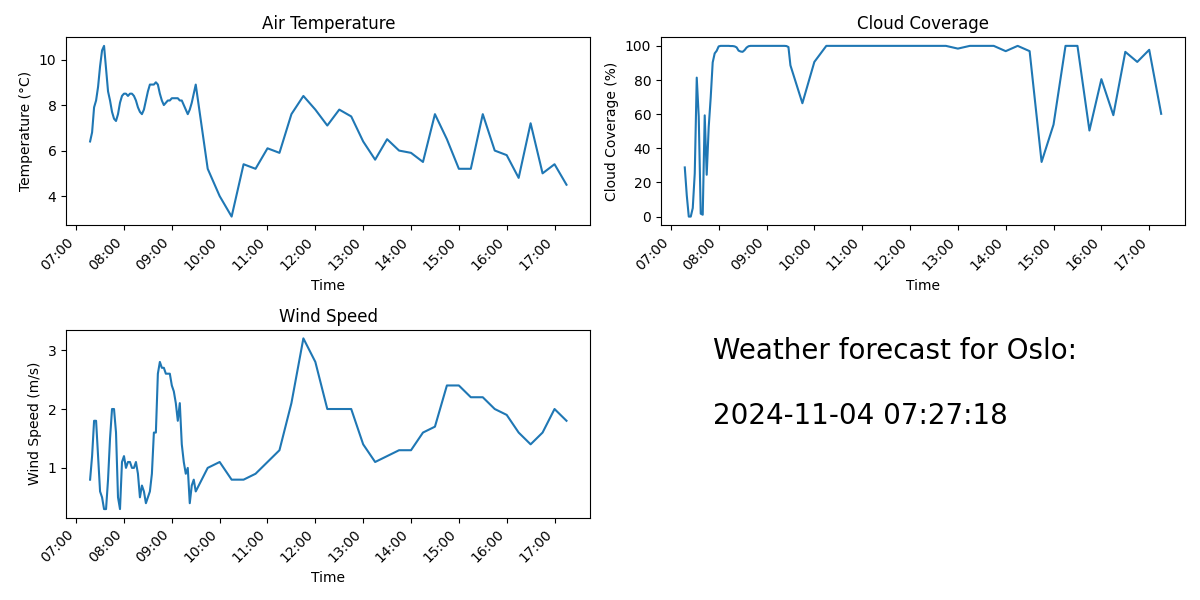 Air Temperature
Temperature (°C)
10
8
6
4
07:00 08:00 09:00 10:00 11:00 12:00 13:00 14:00 15:00 16:00 17:00
Time
Cloud Coverage
Cloud Coverage (%)
100
80
60
40
20
0
07:00 08:00 09:00 10:00 11:00 12:00 13:00 14:00 15:00 16:00 17:00
Time
Wind Speed
Wind Speed (m/s)
3
2
1
07:00 08:00 09:00 10:00 11:00 12:00 13:00 14:00 15:00 16:00 17:00
Time
Weather forecast for Oslo:
2024-11-04 07:27:18